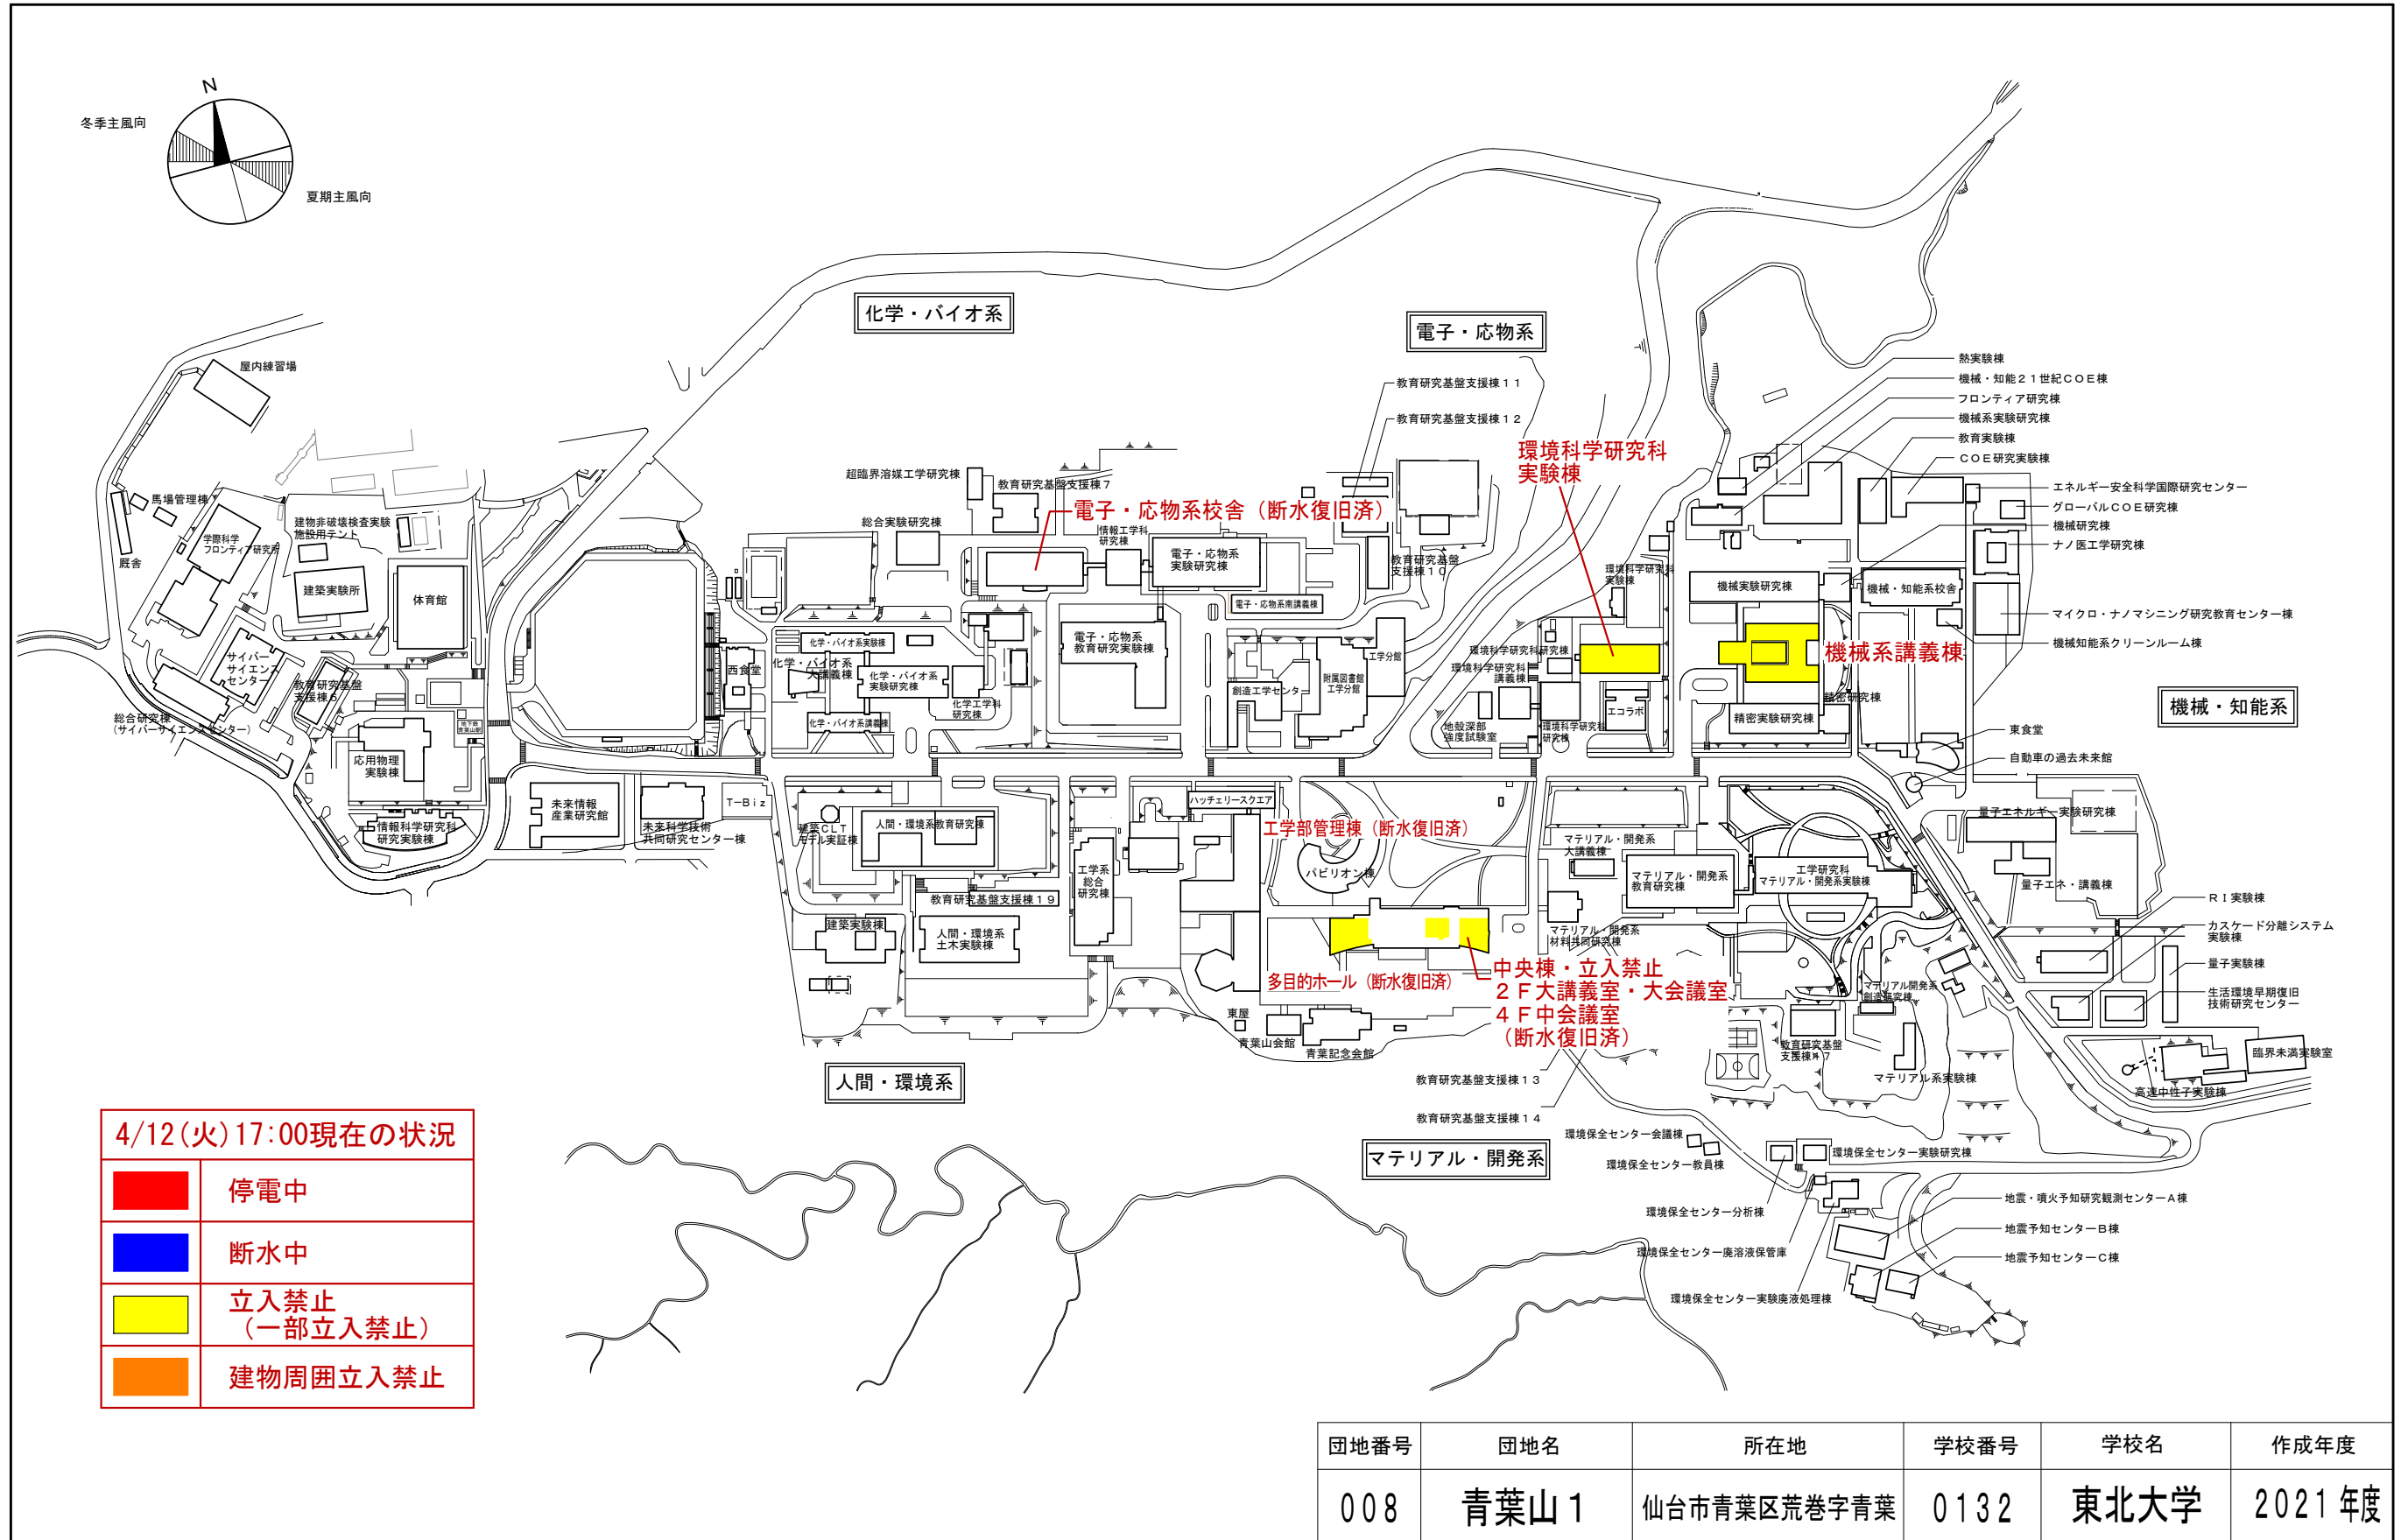 N
冬季主風向
夏期主風向
化学・バイオ系
電子・応物系
屋内練習場
教育研究基盤支援棟11
教育研究基盤支援棟12
熱実験棟
機械・知能21世紀COE棟
フロンティア研究棟
機械系実験研究棟
教育実験棟
COE研究実験棟
環境科学研究科
実験棟
超臨界溶媒工学研究棟
教育研究基盤支援棟7
エネルギー安全科学国際研究センター
グローバルCOE研究棟
機械研究棟
ナノ医工学研究棟
馬場管理棟
電子・応物系校舎（断水復旧済）
建物非破壊検査実験
施設用テント
総合実験研究棟
情報工学科
研究棟
学際科学
フロンティア研究所
厩舎
電子・応物系
実験研究棟
教育研究基盤
支援棟10
環境科学研究科
実験棟
建築実験所
体育館
機械実験研究棟
機械・知能系校舎
電子・応物系南講義棟
マイクロ・ナノマシニング研究教育センター棟
機械知能系クリーンルーム棟
化学・バイオ系実験棟
電子・応物系
教育研究実験棟
工学分館
機械系講義棟
サイバー
サイエンス
センター
西食堂
化学・バイオ系
大講義棟
化学・バイオ系
実験研究棟
環境科学研究科研究棟
環境科学研究科
講義棟
教育研究基盤
支援棟6
創造工学センター
附属図書館
工学分館
精密研究棟
機械・知能系
化学工学科
研究棟
エコラボ
総合研究棟
（サイバーサイエンスセンター）
地下鉄
青葉山駅
化学・バイオ系講義棟
地殻深部
強度試験室
環境科学研究科
研究棟
精密実験研究棟
東食堂
自動車の過去未来館
応用物理
実験棟
未来情報
産業研究館
T-Biz
ハッチェリースクエア
量子エネルギー実験研究棟
情報科学研究科
研究実験棟
未来科学技術
共同研究センター棟
建築CLT
モデル実証棟
人間・環境系教育研究棟
工学部管理棟（断水復旧済）
マテリアル・開発系
大講義棟
工学系
総合
研究棟
パビリオン棟
マテリアル・開発系
教育研究棟
工学研究科
マテリアル・開発系実験棟
量子エネ・講義棟
教育研究基盤支援棟19
RI実験棟
建築実験棟
人間・環境系
土木実験棟
マテリアル・開発系
材料共同研究棟
カスケード分離システム
実験棟
量子実験棟
多目的ホール（断水復旧済）
中央棟・立入禁止
2F大講義室・大会議室
4F中会議室
（断水復旧済）
マテリアル開発系
創造研究棟
生活環境早期復旧
技術研究センター
東屋
青葉山会館
青葉記念会館
教育研究基盤
支援棟17
臨界未満実験室
マテリアル系実験棟
高速中性子実験棟
人間・環境系
教育研究基盤支援棟13
教育研究基盤支援棟14
マテリアル・開発系
環境保全センター会議棟
環境保全センター教員棟
環境保全センター実験研究棟
環境保全センター分析棟
地震・噴火予知研究観測センターA棟
地震予知センターB棟
環境保全センター廃溶液保管庫
地震予知センターC棟
環境保全センター実験廃液処理棟
4/12(火)17:00現在の状況
停電中
断水中
立入禁止
（一部立入禁止）
建物周囲立入禁止
団地番号 団地名 所在地 学校番号 学校名 作成年度
008 青葉山1 仙台市青葉区荒巻字青葉 0132 東北大学 2021年度